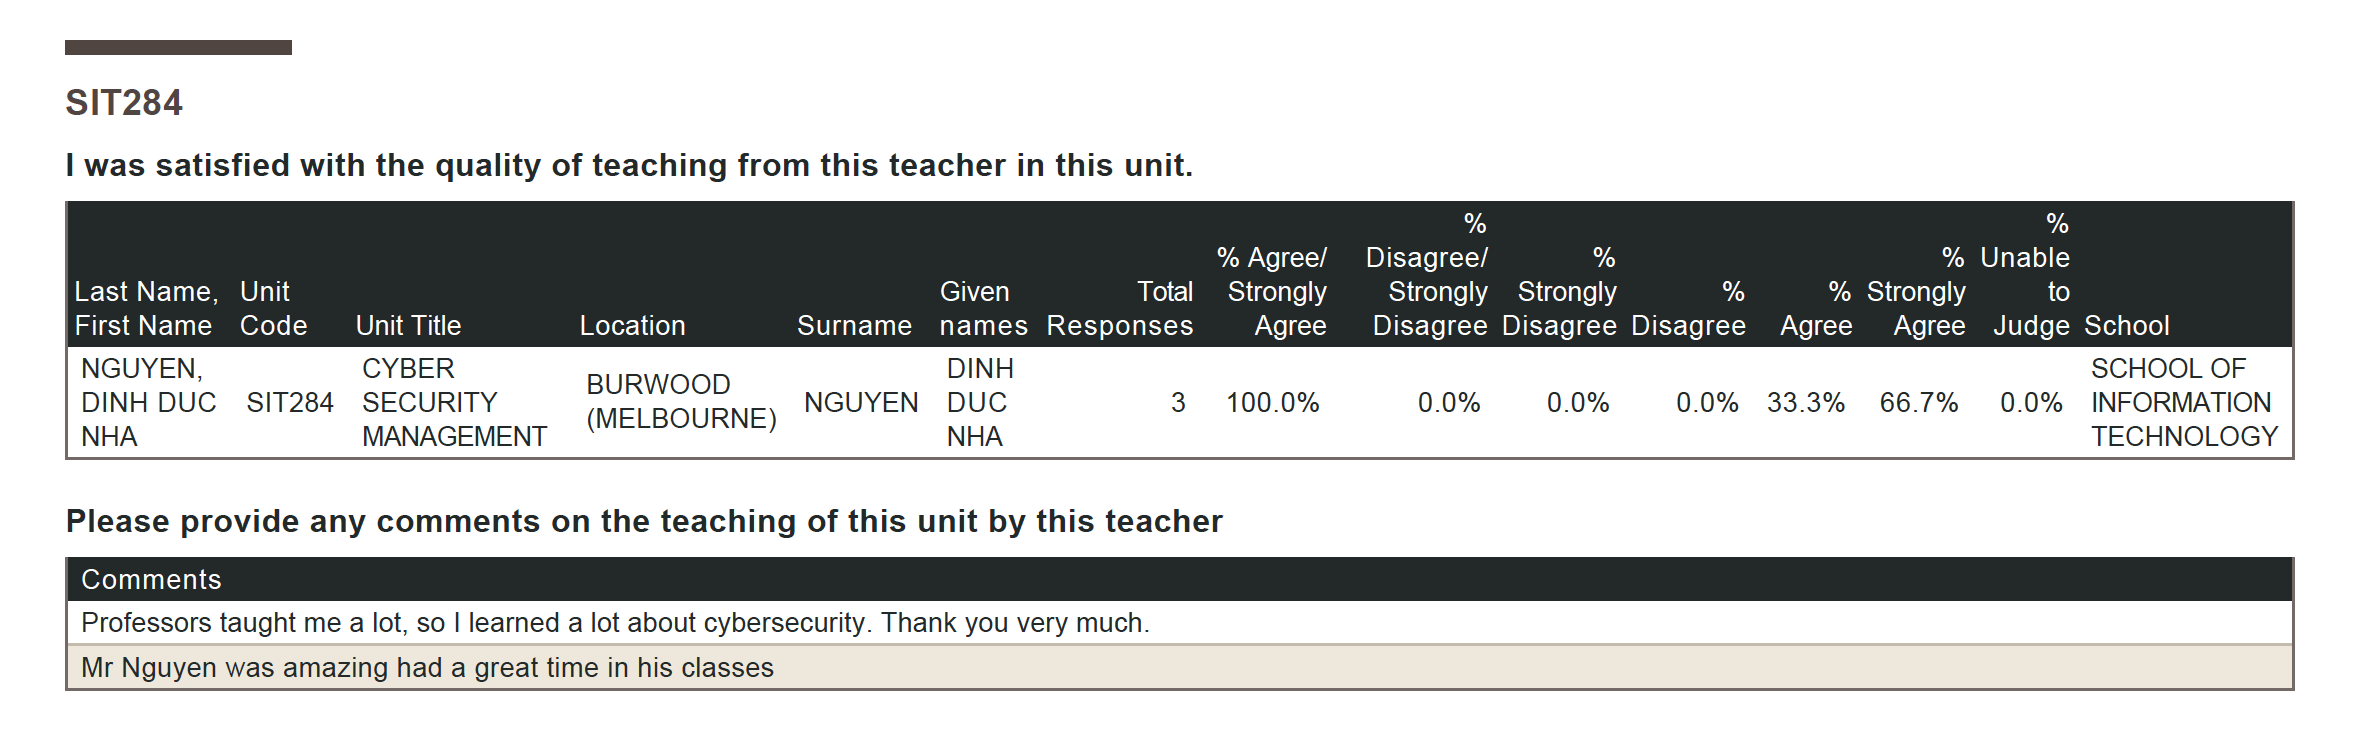 SIT284
I was satisfied with the quality of teaching from this teacher in this unit.
Last Name, First Name	Unit Code	Unit Title	Location	Surname	Given names	Total Responses	% Agree/ Strongly Agree	% Disagree/ Strongly Disagree	% Strongly Disagree	% Disagree	% Agree	% Strongly Agree	% Unable to Judge	School
NGUYEN, DINH DUC NHA	SIT284	CYBER SECURITY MANAGEMENT	BURWOOD (MELBOURNE)	NGUYEN	DINH DUC NHA	3	100.0%	0.0%	0.0%	0.0%	33.3%	66.7%	0.0%	SCHOOL OF INFORMATION TECHNOLOGY
Please provide any comments on the teaching of this unit by this teacher
Comments
Professors taught me a lot, so I learned a lot about cybersecurity. Thank you very much.
Mr Nguyen was amazing had a great time in his classes